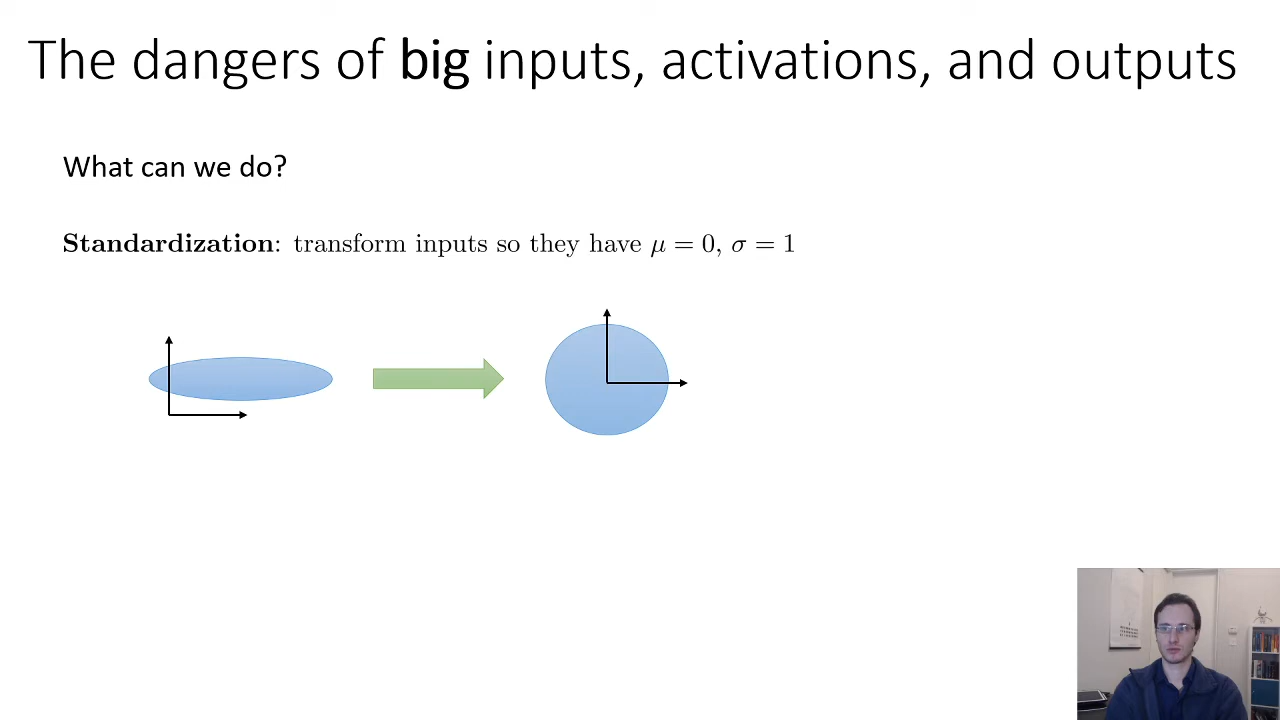 The dangers of big inputs, activations, and outputs
What can we do?
Standardization: transform inputs so they have μ = 0, σ = 1